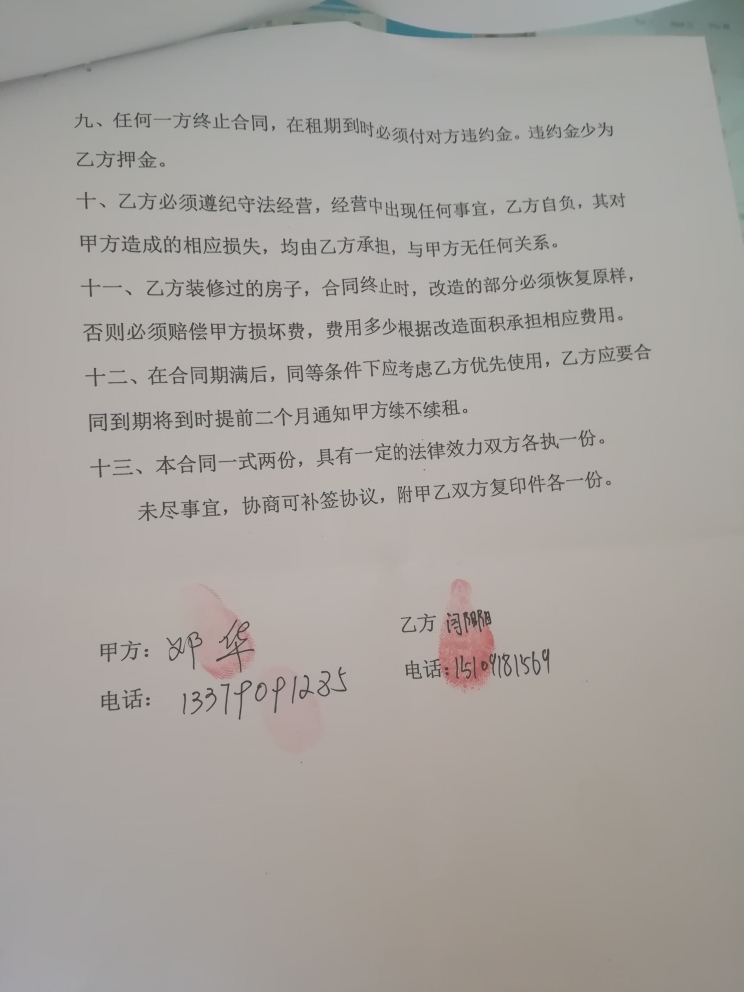 九、任何一方终止合同，在租期到时必须付对方违约金。违约金少为
乙方押金。
十、乙方必须遵纪守法经营，经营中出现任何事宜，乙方自负，其对
甲方造成的相应损失，均由乙方承担，与甲方无任何关系。
十一、乙方装修过的房子，合同终止时，改造的部分必须恢复原样，
否则必须赔偿甲方损坏费，费用多少根据改造面积承担相应费用。
十二、在合同期满后，同等条件下应考虑乙方优先使用，乙方应要合
同到期将到时提前二个月通知甲方续不续租。
十三、本合同一式两份，具有一定的法律效力双方各执一份。
未尽事宜，协商可补签协议，附甲乙双方复印件各一份。
甲方：邓华
电话：13379091285
乙方 闫阳阳
电话：15109181569